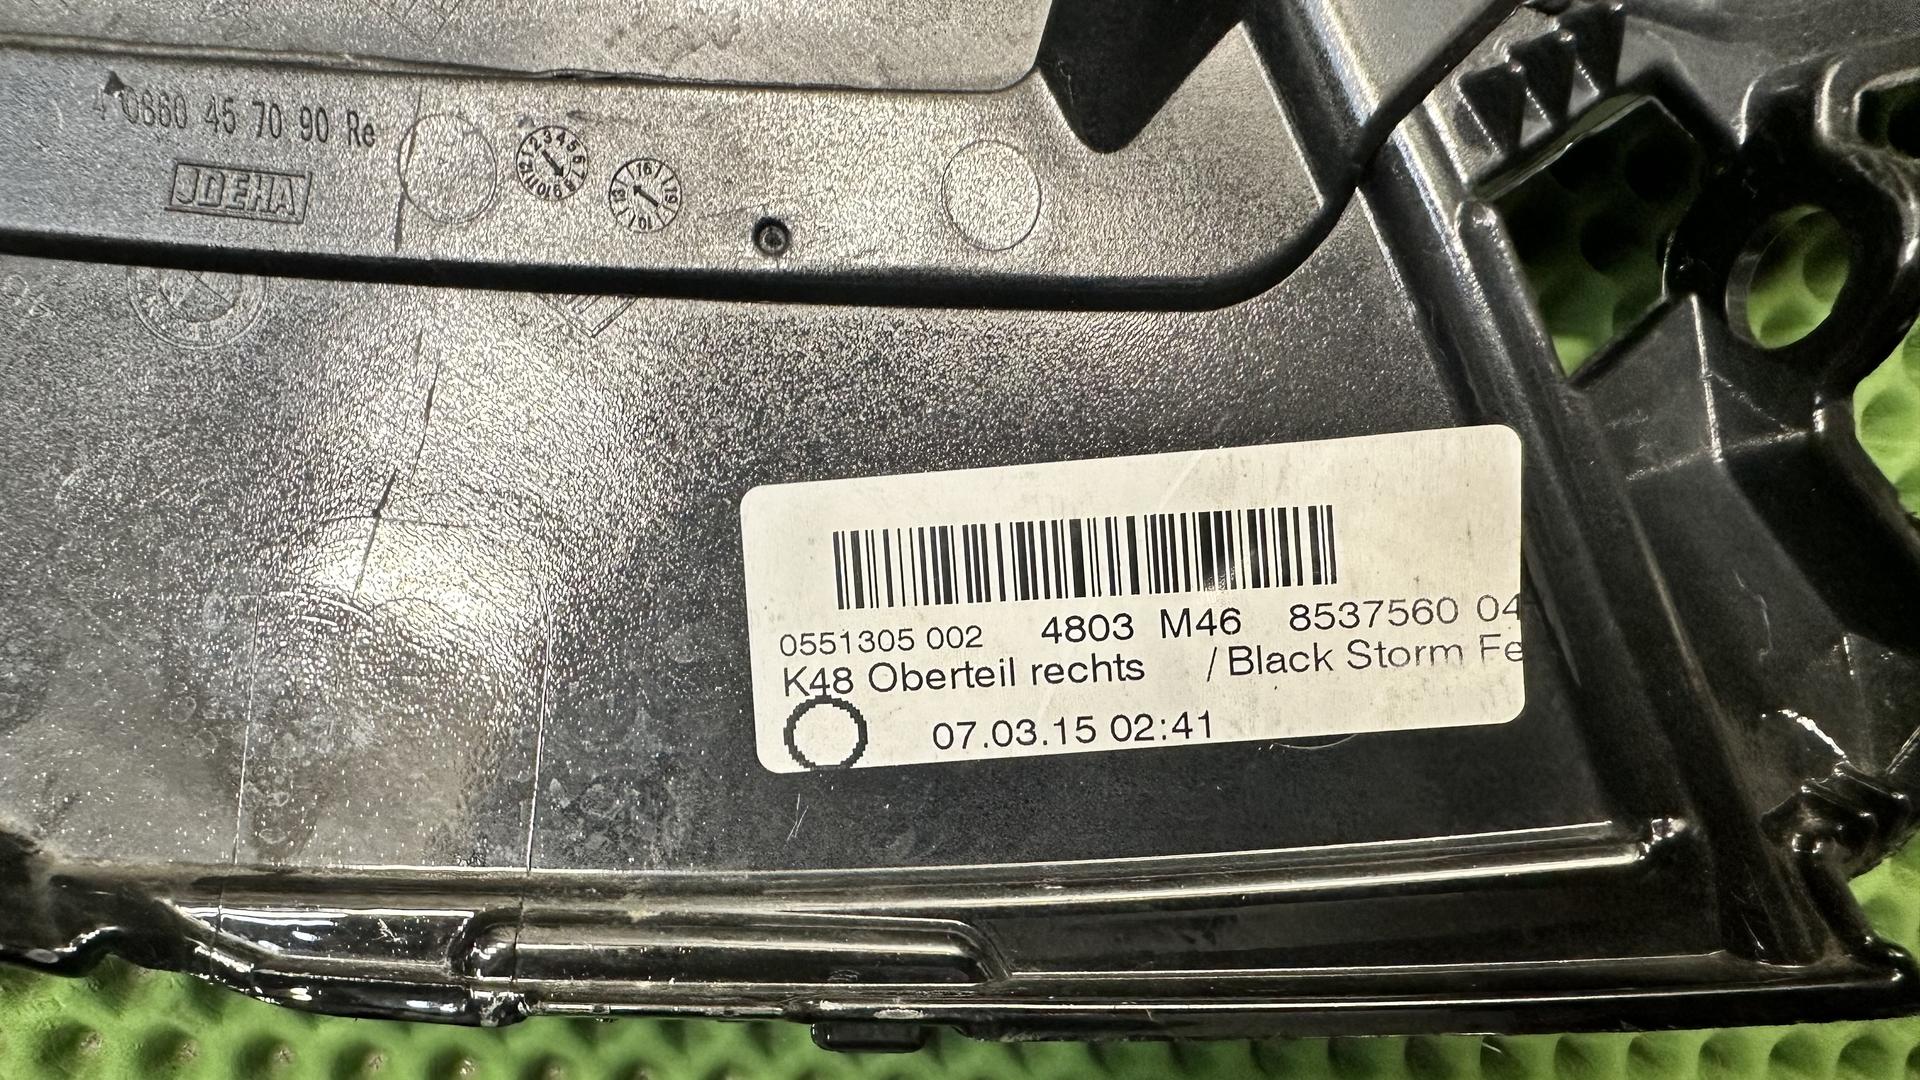 0860 45 70 90 Re
JOEHA
0551305 002 4803 M46 8537560 04
K48 Oberteil rechts / Black Storm Fe
07.03.15 02:41